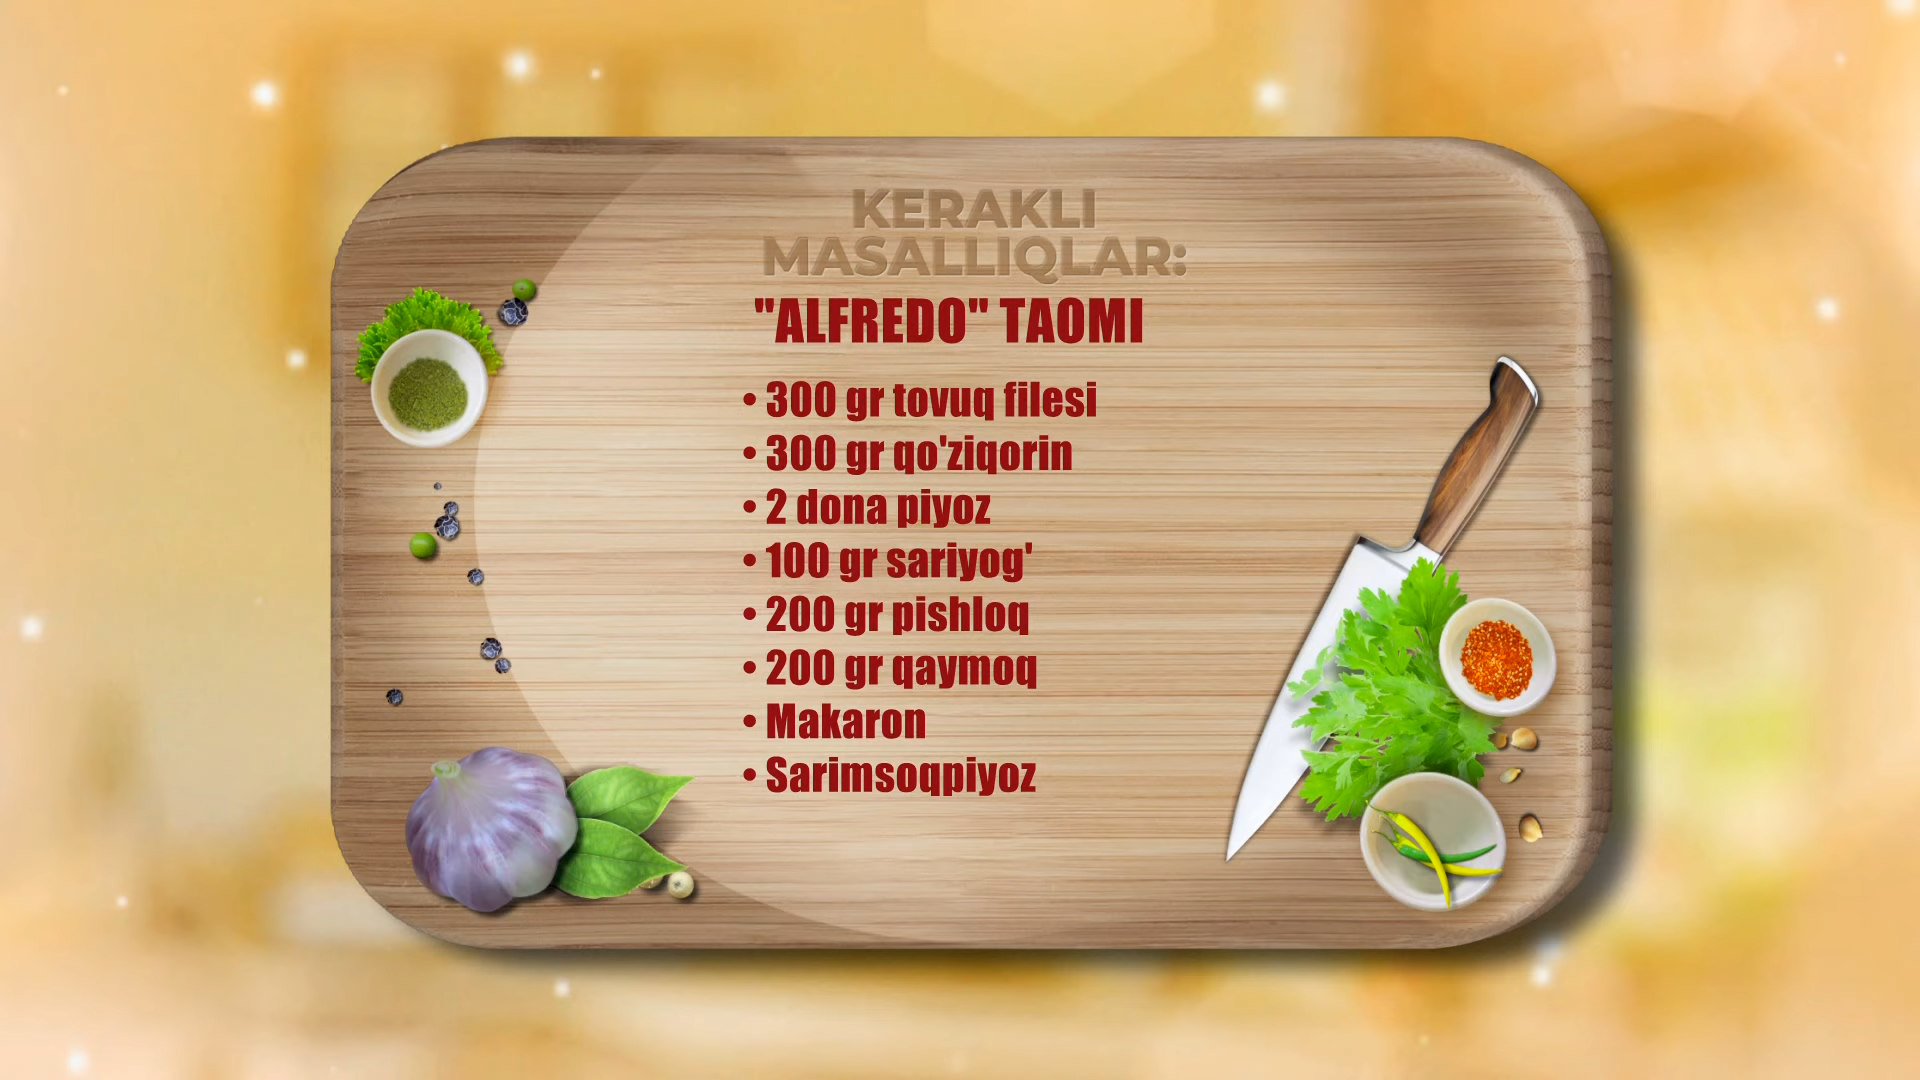 KERAKLI
MASALLIQLAR:
"ALFREDO" TAOMI
• 300 gr tovuq filesi
• 300 gr qo'ziqorin
• 2 dona piyoz
• 100 gr sariyog'
• 200 gr pishloq
• 200 gr qaymoq
• Makaron
• Sarimsoqpiyoz